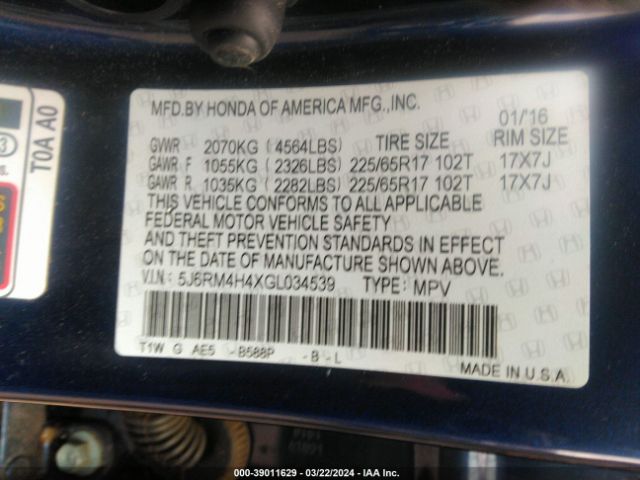 MFD.BY HONDA OF AMERICA MFG.,INC.
01/16
GVWR 2070KG (4564LBS) TIRE SIZE RIM SIZE
GAWR F 1055KG (2326LBS) 225/65R17 102T 17X7J
GAWR R 1035KG (2282LBS) 225/65R17 102T 17X7J
THIS VEHICLE CONFORMS TO ALL APPLICABLE
FEDERAL MOTOR VEHICLE SAFETY
AND THEFT PREVENTION STANDARDS IN EFFECT
ON THE DATE OF MANUFACTURE SHOWN ABOVE.
V.I.N.: 5J6RM4H4XGL034539 TYPE: MPV
T1W G AE5 -B588P -B-L
MADE IN U.S.A.
TOA A0
000-39011629 - 03/22/2024 - IAA Inc.